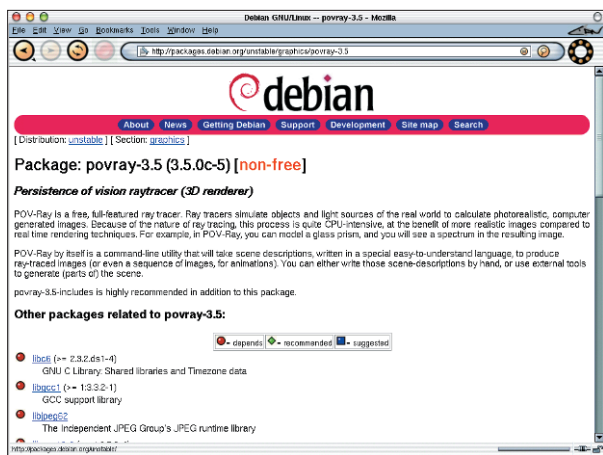 Debian GNU/Linux -- povray-3.5 - Mozilla
File Edit View Go Bookmarks Tools Window Help
http://packages.debian.org/unstable/graphics/povray-3.5
debian
About News Getting Debian Support Development Site map Search
[ Distribution: unstable ] [ Section: graphics ]
Package: povray-3.5 (3.5.0c-5) [non-free]
Persistence of vision raytracer (3D renderer)
POV-Ray is a free, full-featured ray tracer. Ray tracers simulate objects and light sources of the real world to calculate photorealistic, computer
generated images. Because of the nature of ray tracing, this process is quite CPU-intensive, at the benefit of more realistic images compared to
real time rendering techniques. For example, in POV-Ray, you can model a glass prism, and you will see a spectrum in the resulting image.
POV-Ray by itself is a command-line utility that will take scene descriptions, written in a special easy-to-understand language, to produce
ray-traced images (or even a sequence of images, for animations). You can either write those scene-descriptions by hand, or use external tools
to generate (parts of) the scene.
povray-3.5-includes is highly recommended in addition to this package.
Other packages related to povray-3.5:
= depends = recommended = suggested
libc6 (>= 2.3.2.ds1-4)
GNU C Library: Shared libraries and Timezone data
libgcc1 (>= 1:3.3.2-1)
GCC support library
libjpeg62
The Independent JPEG Group's JPEG runtime library
http://packages.debian.org/unstable/